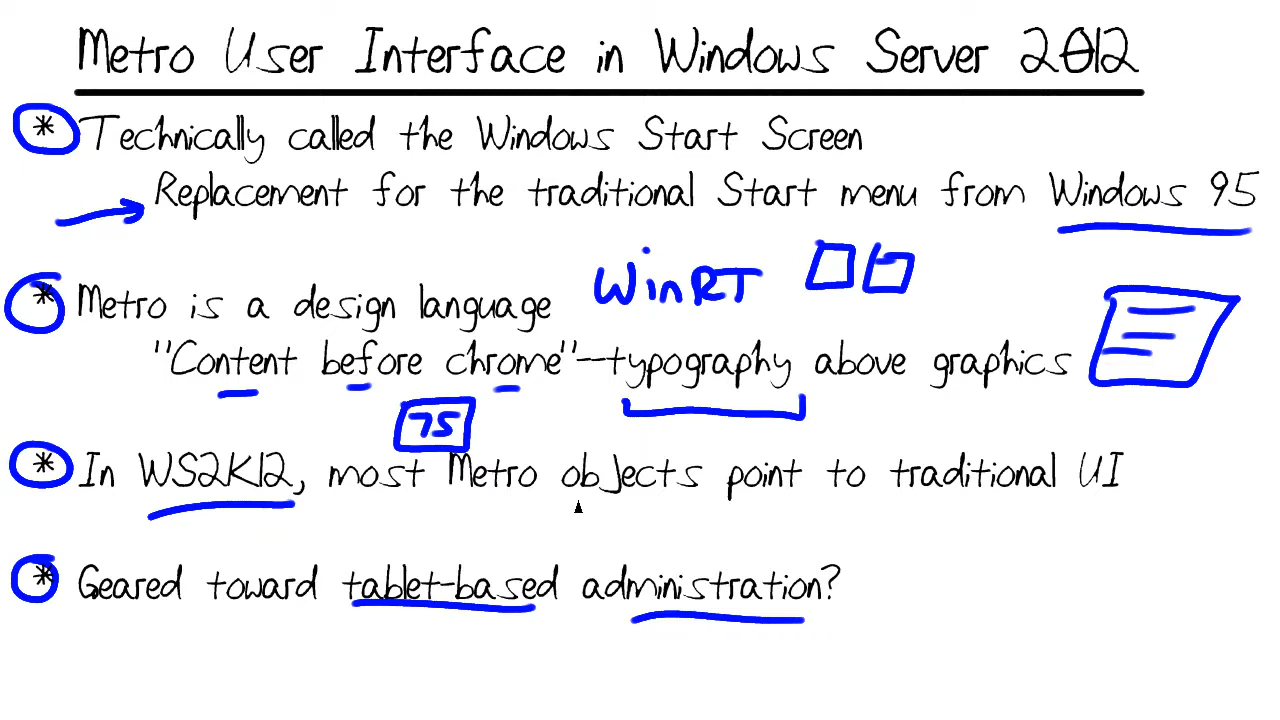 Metro User Interface in Windows Server 2012
* Technically called the Windows Start Screen
Replacement for the traditional Start menu from Windows 95
WinRT
* Metro is a design language
"Content before chrome"--typography above graphics
75
* In WS2K12, most Metro objects point to traditional UI
* Geared toward tablet-based administration?